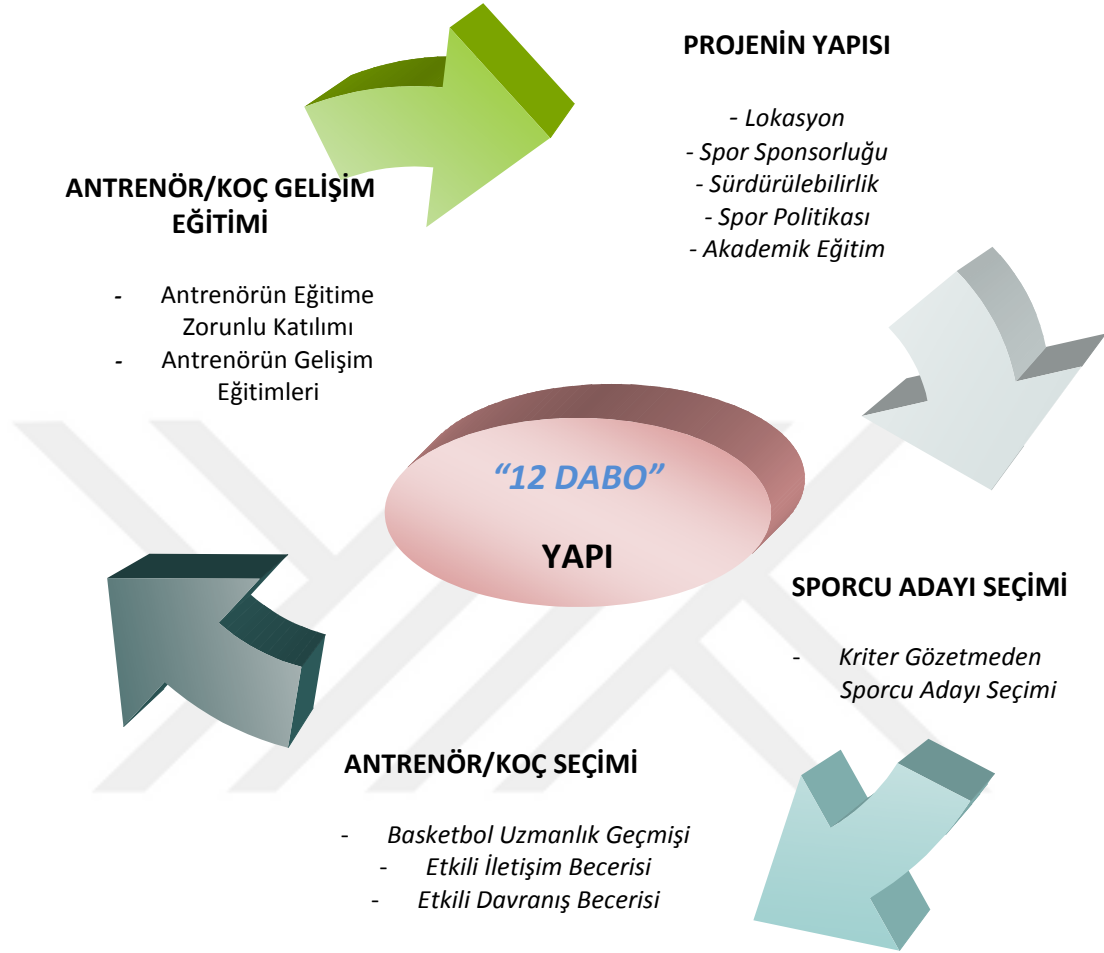 PROJENİN YAPISI
- Lokasyon
- Spor Sponsorluğu
- Sürdürülebilirlik
- Spor Politikası
- Akademik Eğitim
ANTRENÖR/KOÇ GELİŞİM
EĞİTİMİ
- Antrenörün Eğitime
Zorunlu Katılımı
- Antrenörün Gelişim
Eğitimleri
“12 DABO”
YAPI
SPORCU ADAYI SEÇİMİ
- Kriter Gözetmeden
Sporcu Adayı Seçimi
ANTRENÖR/KOÇ SEÇİMİ
- Basketbol Uzmanlık Geçmişi
- Etkili İletişim Becerisi
- Etkili Davranış Becerisi